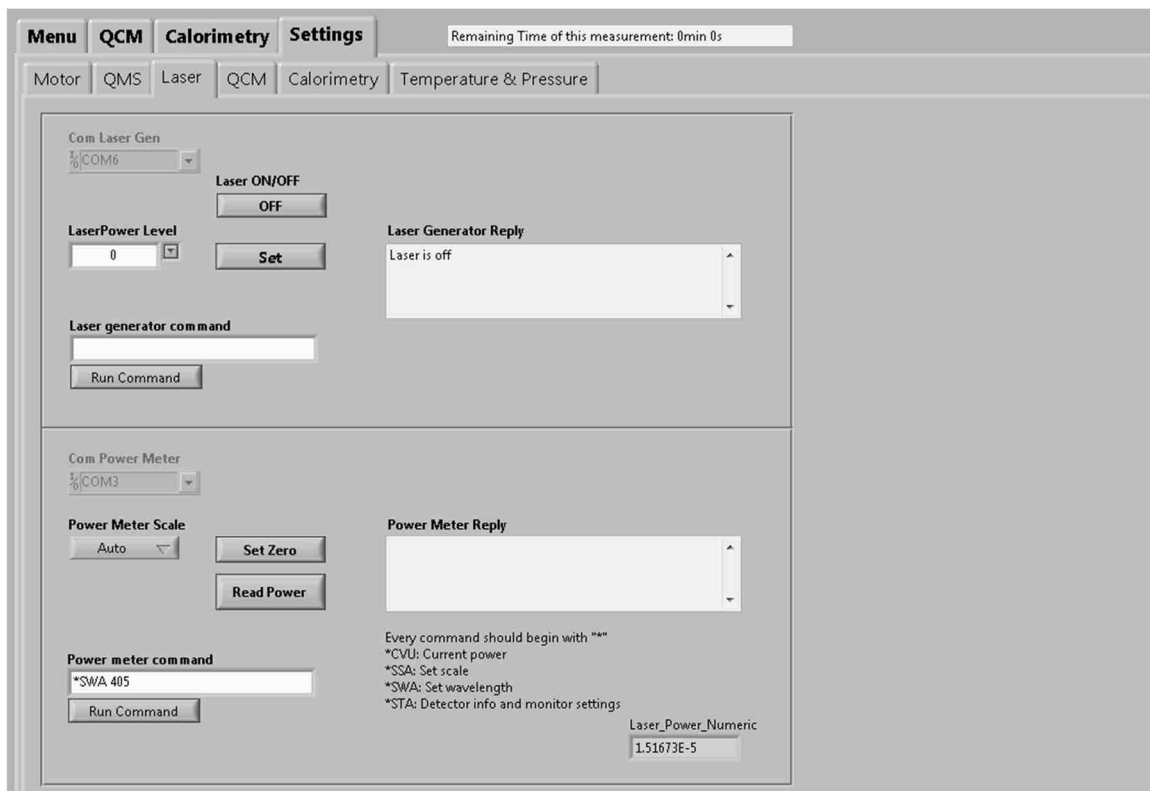 Menu QCM Calorimetry Settings Remaining Time of this measurement: 0min 0s
Motor QMS Laser QCM Calorimetry Temperature & Pressure
Com Laser Gen
COM6
Laser ON/OFF
OFF
LaserPower Level
0
Set
Laser Generator Reply
Laser is off
Laser generator command
Run Command
Com Power Meter
COM3
Power Meter Scale
Auto
Set Zero
Read Power
Power Meter Reply
Every command should begin with "*"
*CVU: Current power
*SSA: Set scale
*SWA: Set wavelength
*STA: Detector info and monitor settings
Power meter command
*SWA 405
Run Command
Laser_Power_Numeric
1.51673E-5